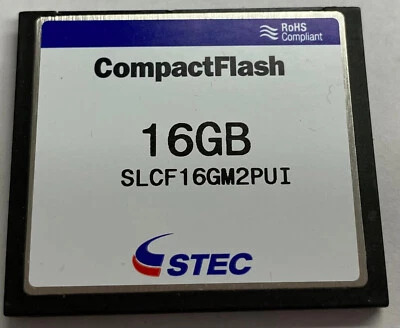 RoHS
Compliant
CompactFlash
16GB
SLCF16GM2PUI
STEC